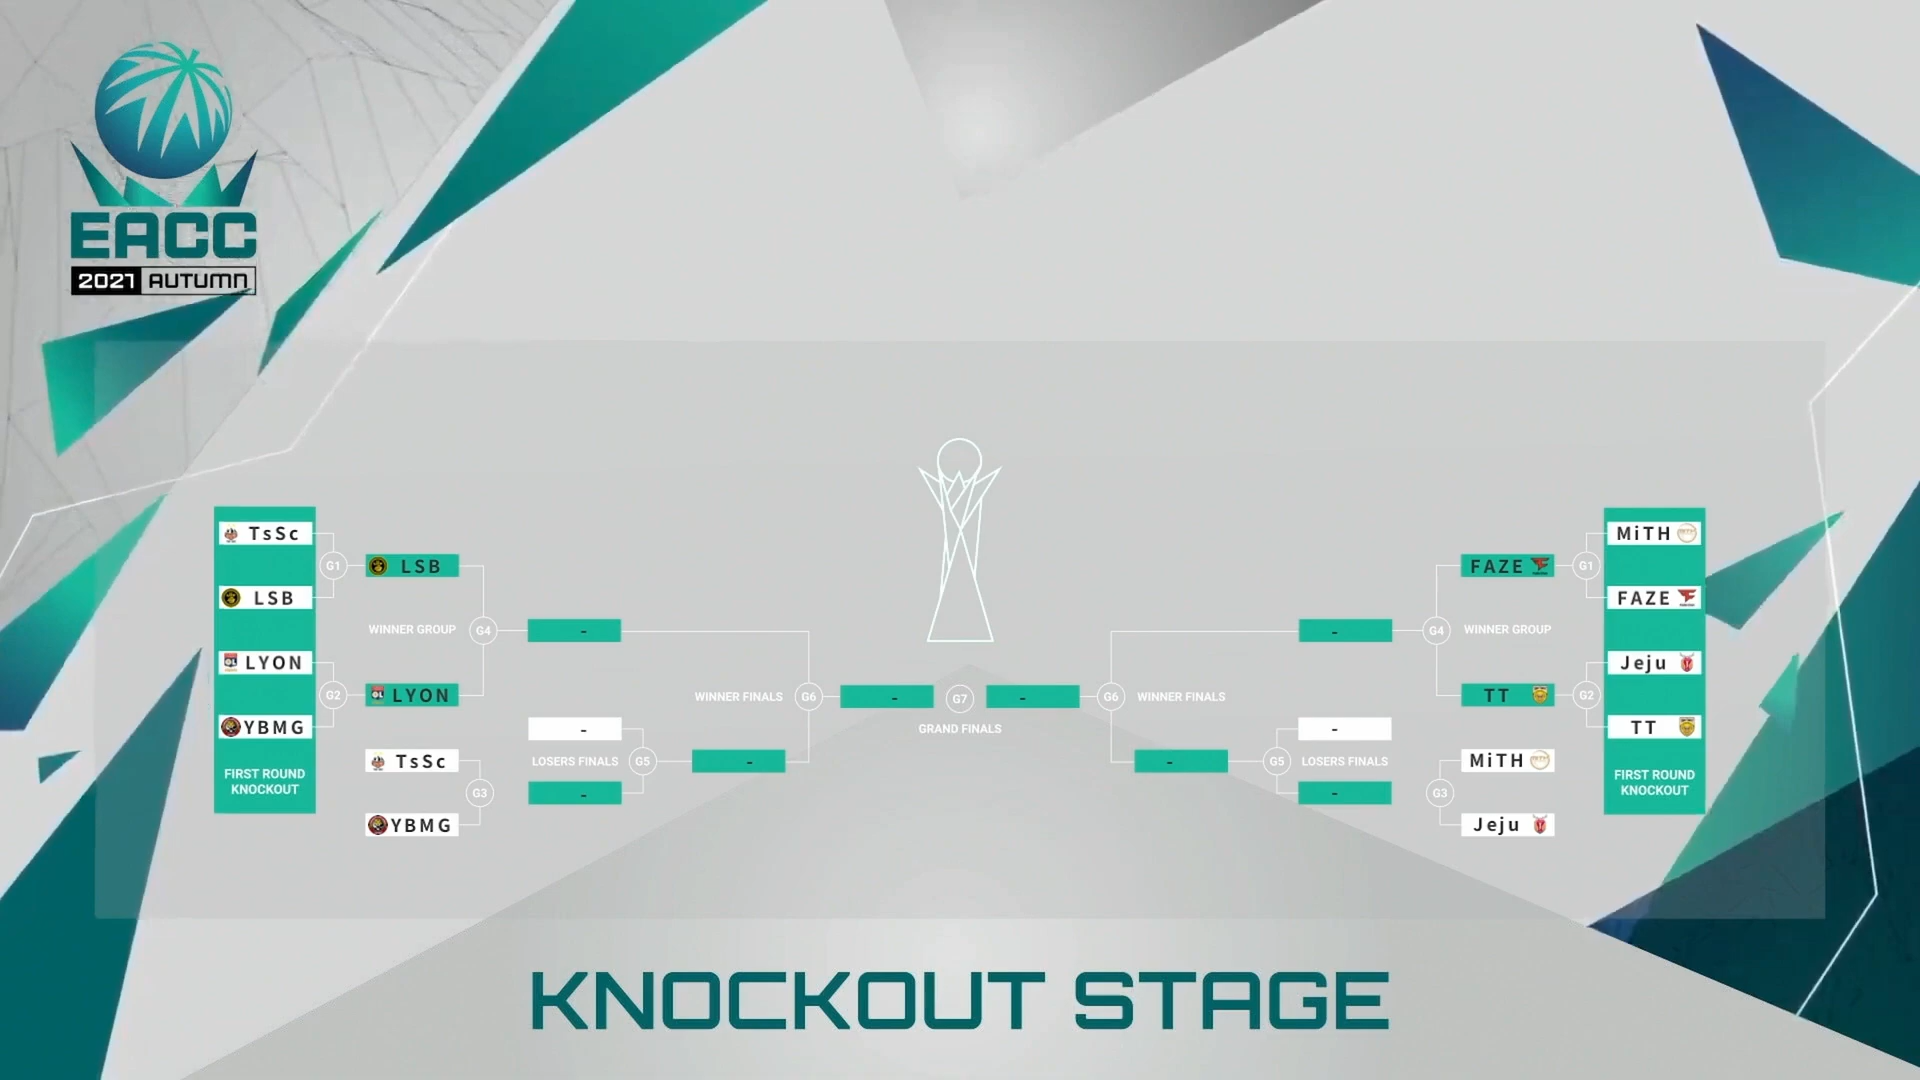 EACC
2021 AUTUMN
TsSc
LSB
LYON
YBMG
FIRST ROUND
KNOCKOUT
G1
G2
LSB
WINNER GROUP
LYON
TsSc
YBMG
G4
G3
-
-
LOSERS FINALS
-
G5
WINNER FINALS
-
G6
-
G7
-
GRAND FINALS
G6
WINNER FINALS
-
G5
-
-
LOSERS FINALS
-
G4
G3
FAZE
WINNER GROUP
TT
MiTH
Jeju
G1
G2
MiTH
FAZE
Jeju
TT
FIRST ROUND
KNOCKOUT
KNOCKOUT STAGE